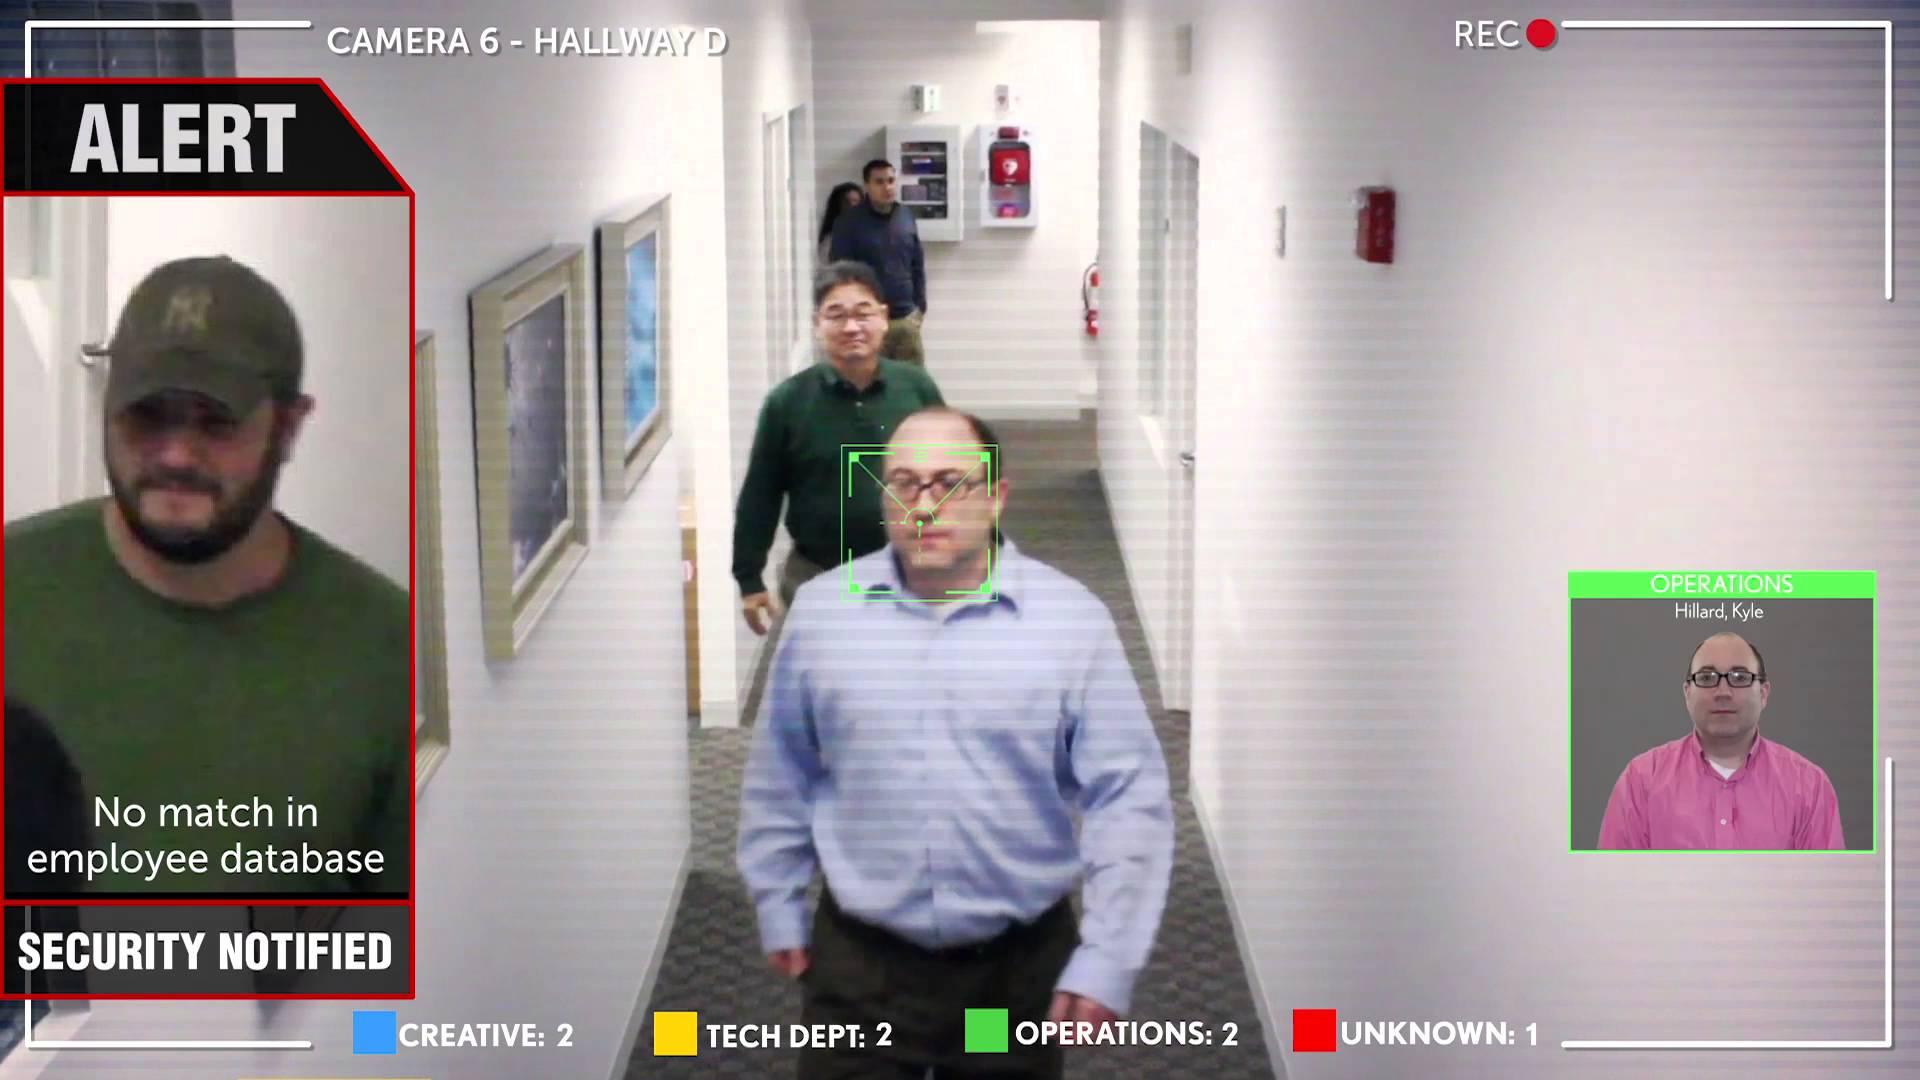 CAMERA 6 - HALLWAY D
REC
ALERT
No match in
employee database
SECURITY NOTIFIED
OPERATIONS
Hillard, Kyle
CREATIVE: 2
TECH DEPT: 2
OPERATIONS: 2
UNKNOWN: 1